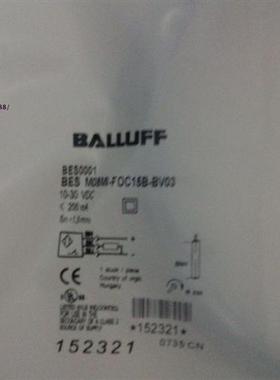 BALLUFF
BES0001
BES M08MI-FOC15B-BV03
10-30 VDC
< 200 mA
Sn=1,5mm
1 stück / piece
Country of origin
Hungary
*152321*
152321
0735 CN